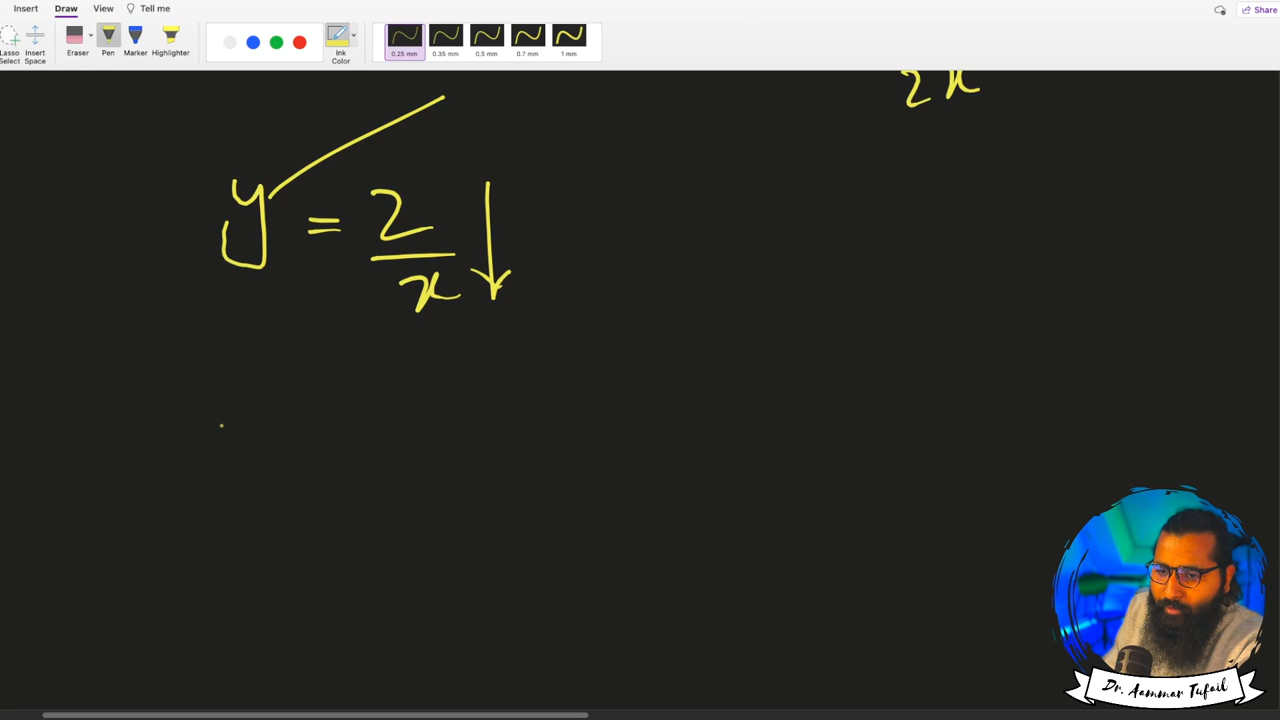 Insert Draw View Tell me
Share
Lasso Select
Insert Space
Eraser
Pen
Marker
Highlighter
Ink Color
0.25 mm
0.35 mm
0.5 mm
0.7 mm
1 mm
2x
y = 2
x
Dr. Aammar Tufail